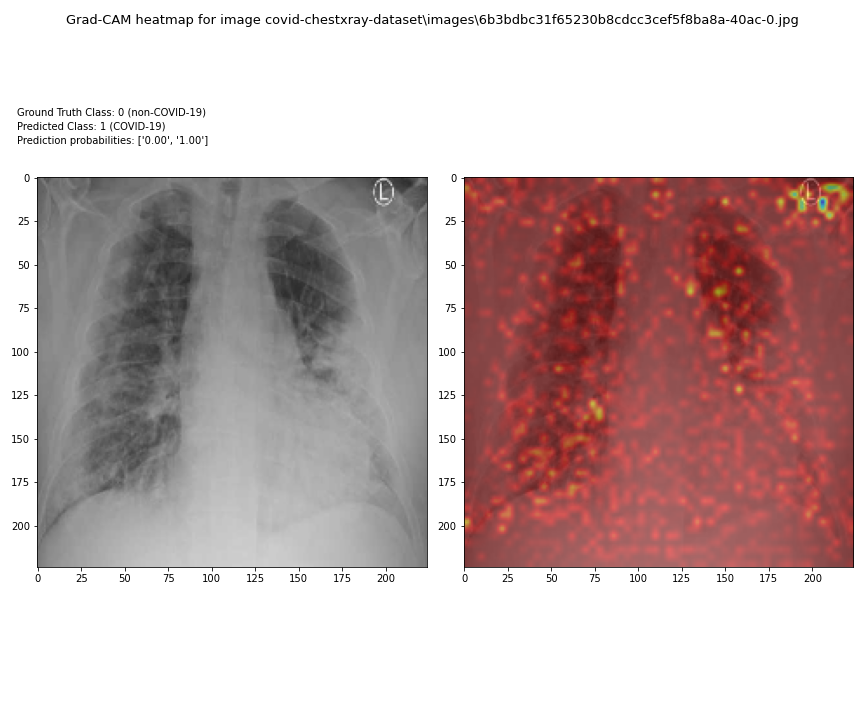 Grad-CAM heatmap for image covid-chestxray-dataset\images\6b3bdbc31f65230b8cdcc3cef5f8ba8a-40ac-0.jpg
Ground Truth Class: 0 (non-COVID-19)
Predicted Class: 1 (COVID-19)
Prediction probabilities: ['0.00', '1.00']
L
0
25
50
75
100
125
150
175
200
0 25 50 75 100 125 150 175 200
L
0
25
50
75
100
125
150
175
200
0 25 50 75 100 125 150 175 200